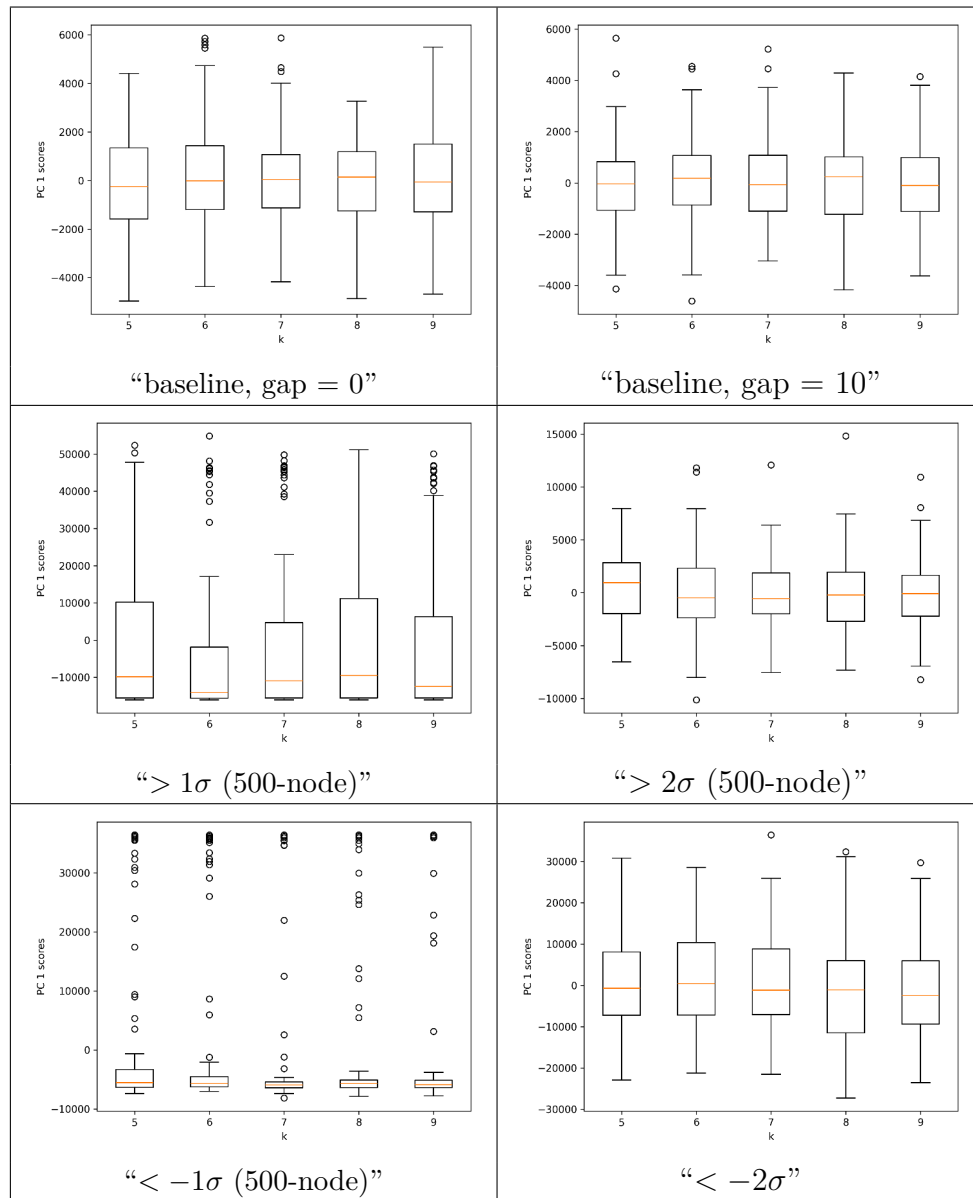 6000
4000
2000
0
−2000
−4000
PC 1 scores
5 6 7 8 9
k
“baseline, gap = 0”
6000
4000
2000
0
−2000
−4000
PC 1 scores
5 6 7 8 9
k
“baseline, gap = 10”
50000
40000
30000
20000
10000
0
−10000
PC 1 scores
5 6 7 8 9
k
“> 1σ (500-node)”
15000
10000
5000
0
−5000
−10000
PC 1 scores
5 6 7 8 9
k
“> 2σ (500-node)”
30000
20000
10000
0
−10000
PC 1 scores
5 6 7 8 9
k
“< −1σ (500-node)”
30000
20000
10000
0
−10000
−20000
−30000
PC 1 scores
5 6 7 8 9
k
“< −2σ”